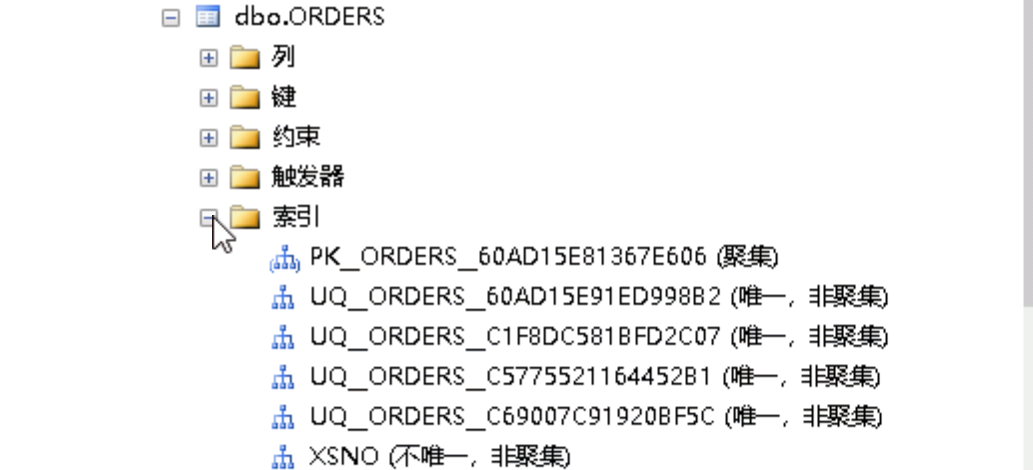 dbo.ORDERS
列
键
约束
触发器
索引
PK__ORDERS__60AD15E81367E606 (聚集)
UQ__ORDERS__60AD15E91ED998B2 (唯一, 非聚集)
UQ__ORDERS__C1F8DC581BFD2C07 (唯一, 非聚集)
UQ__ORDERS__C5775521164452B1 (唯一, 非聚集)
UQ__ORDERS__C69007C91920BF5C (唯一, 非聚集)
XSNO (不唯一, 非聚集)